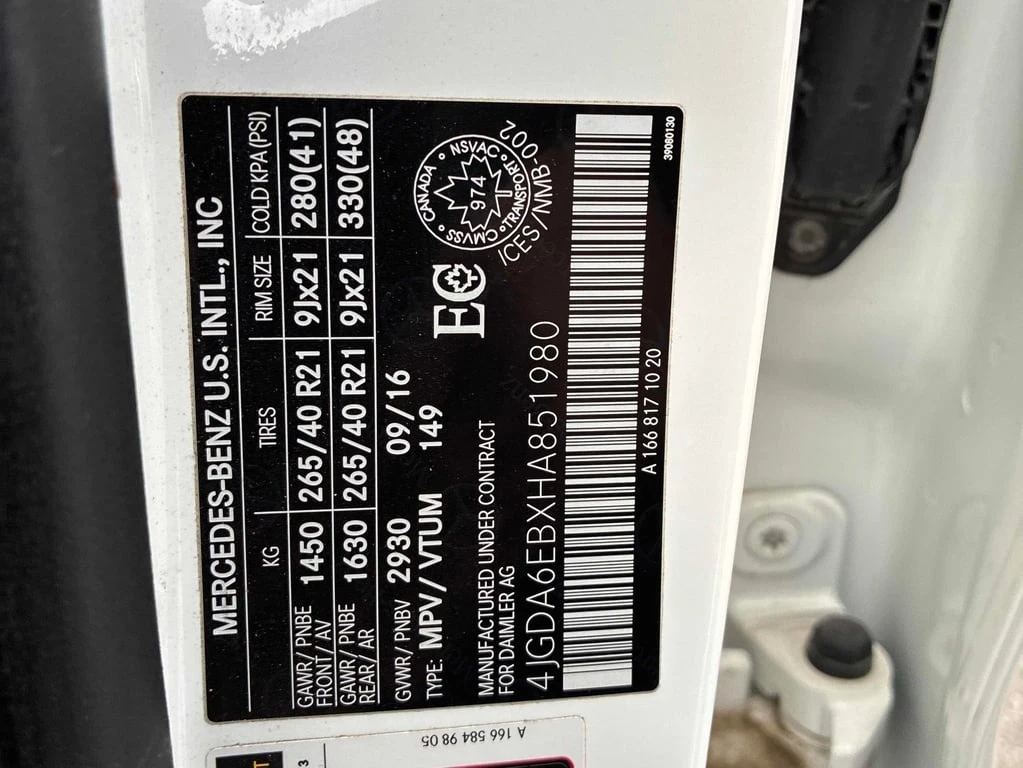 MERCEDES-BENZ U.S. INTL., INC
KG TIRES RIM SIZE COLD KPA (PSI)
GAWR/ PNBE
FRONT/ AV 1450 265/40 R21 9Jx21 280(41)
GAWR/ PNBE
REAR/ AR 1630 265/40 R21 9Jx21 330(48)
GVWR/ PNBV 2930 09/16
TYPE: MPV/VTUM 149
EC
CANADA • NSVAC • TRANSPORT • CMVSS
974
ICES/NMB-002
MANUFACTURED UNDER CONTRACT
FOR DAIMLER AG
4JGDA6EBXHA851980
A 166 817 10 20
39080130
A 166 584 98 05